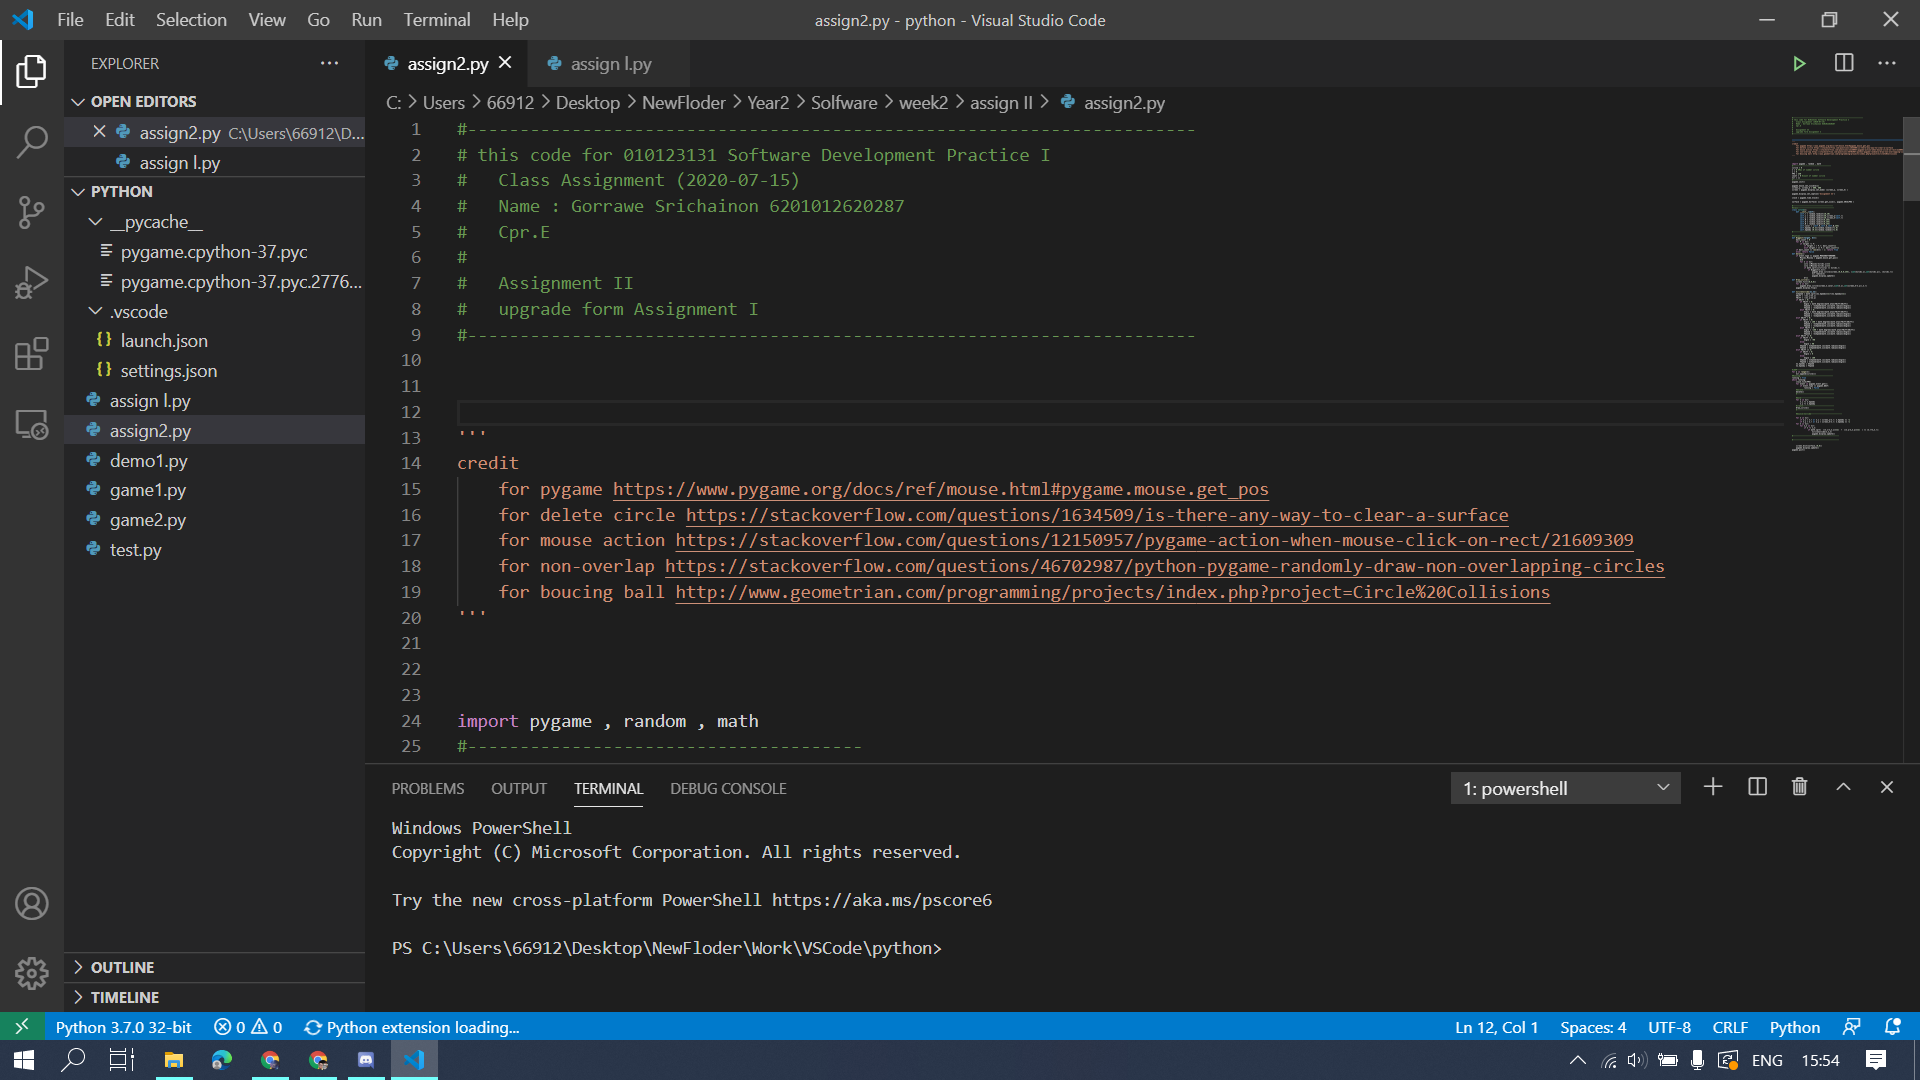 File Edit Selection View Go Run Terminal Help
assign2.py - python - Visual Studio Code
EXPLORER
OPEN EDITORS
assign2.py C:\Users\66912\D...
assign I.py
PYTHON
__pycache__
pygame.cpython-37.pyc
pygame.cpython-37.pyc.2776...
.vscode
launch.json
settings.json
assign I.py
assign2.py
demo1.py
game1.py
game2.py
test.py
OUTLINE
TIMELINE
assign2.py
assign I.py
C: > Users > 66912 > Desktop > NewFloder > Year2 > Solfware > week2 > assign II > assign2.py
1 #----------------------------------------------------------------------
2 # this code for 010123131 Software Development Practice I
3 #   Class Assignment (2020-07-15)
4 #   Name : Gorrawe Srichainon 6201012620287
5 #   Cpr.E
6 #
7 #   Assignment II
8 #   upgrade form Assignment I
9 #----------------------------------------------------------------------
10
11
12
13 '''
14 credit
15     for pygame https://www.pygame.org/docs/ref/mouse.html#pygame.mouse.get_pos
16     for delete circle https://stackoverflow.com/questions/1634509/is-there-any-way-to-clear-a-surface
17     for mouse action https://stackoverflow.com/questions/12150957/pygame-action-when-mouse-click-on-rect/21609309
18     for non-overlap https://stackoverflow.com/questions/46702987/python-pygame-randomly-draw-non-overlapping-circles
19     for boucing ball http://www.geometrian.com/programming/projects/index.php?project=Circle%20Collisions
20 '''
21
22
23
24 import pygame , random , math
25 #--------------------------------------
PROBLEMS OUTPUT TERMINAL DEBUG CONSOLE
1: powershell
Windows PowerShell
Copyright (C) Microsoft Corporation. All rights reserved.
Try the new cross-platform PowerShell https://aka.ms/pscore6
PS C:\Users\66912\Desktop\NewFloder\Work\VSCode\python>
Python 3.7.0 32-bit 0 0 Python extension loading...
Ln 12, Col 1 Spaces: 4 UTF-8 CRLF Python
ENG 15:54